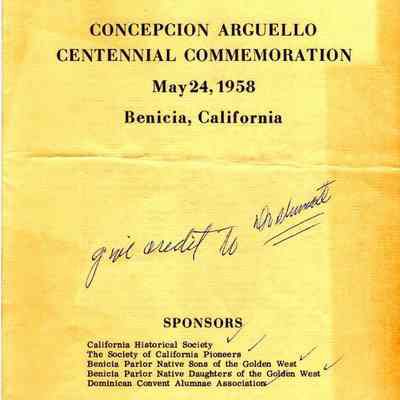 CONCEPCION ARGUELLO
CENTENNIAL COMMEMORATION
May 24, 1958
Benicia, California
give credit to
SPONSORS
California Historical Society
The Society of California Pioneers
Benicia Parlor Native Sons of the Golden West
Benicia Parlor Native Daughters of the Golden West
Dominican Convent Alumnae Association